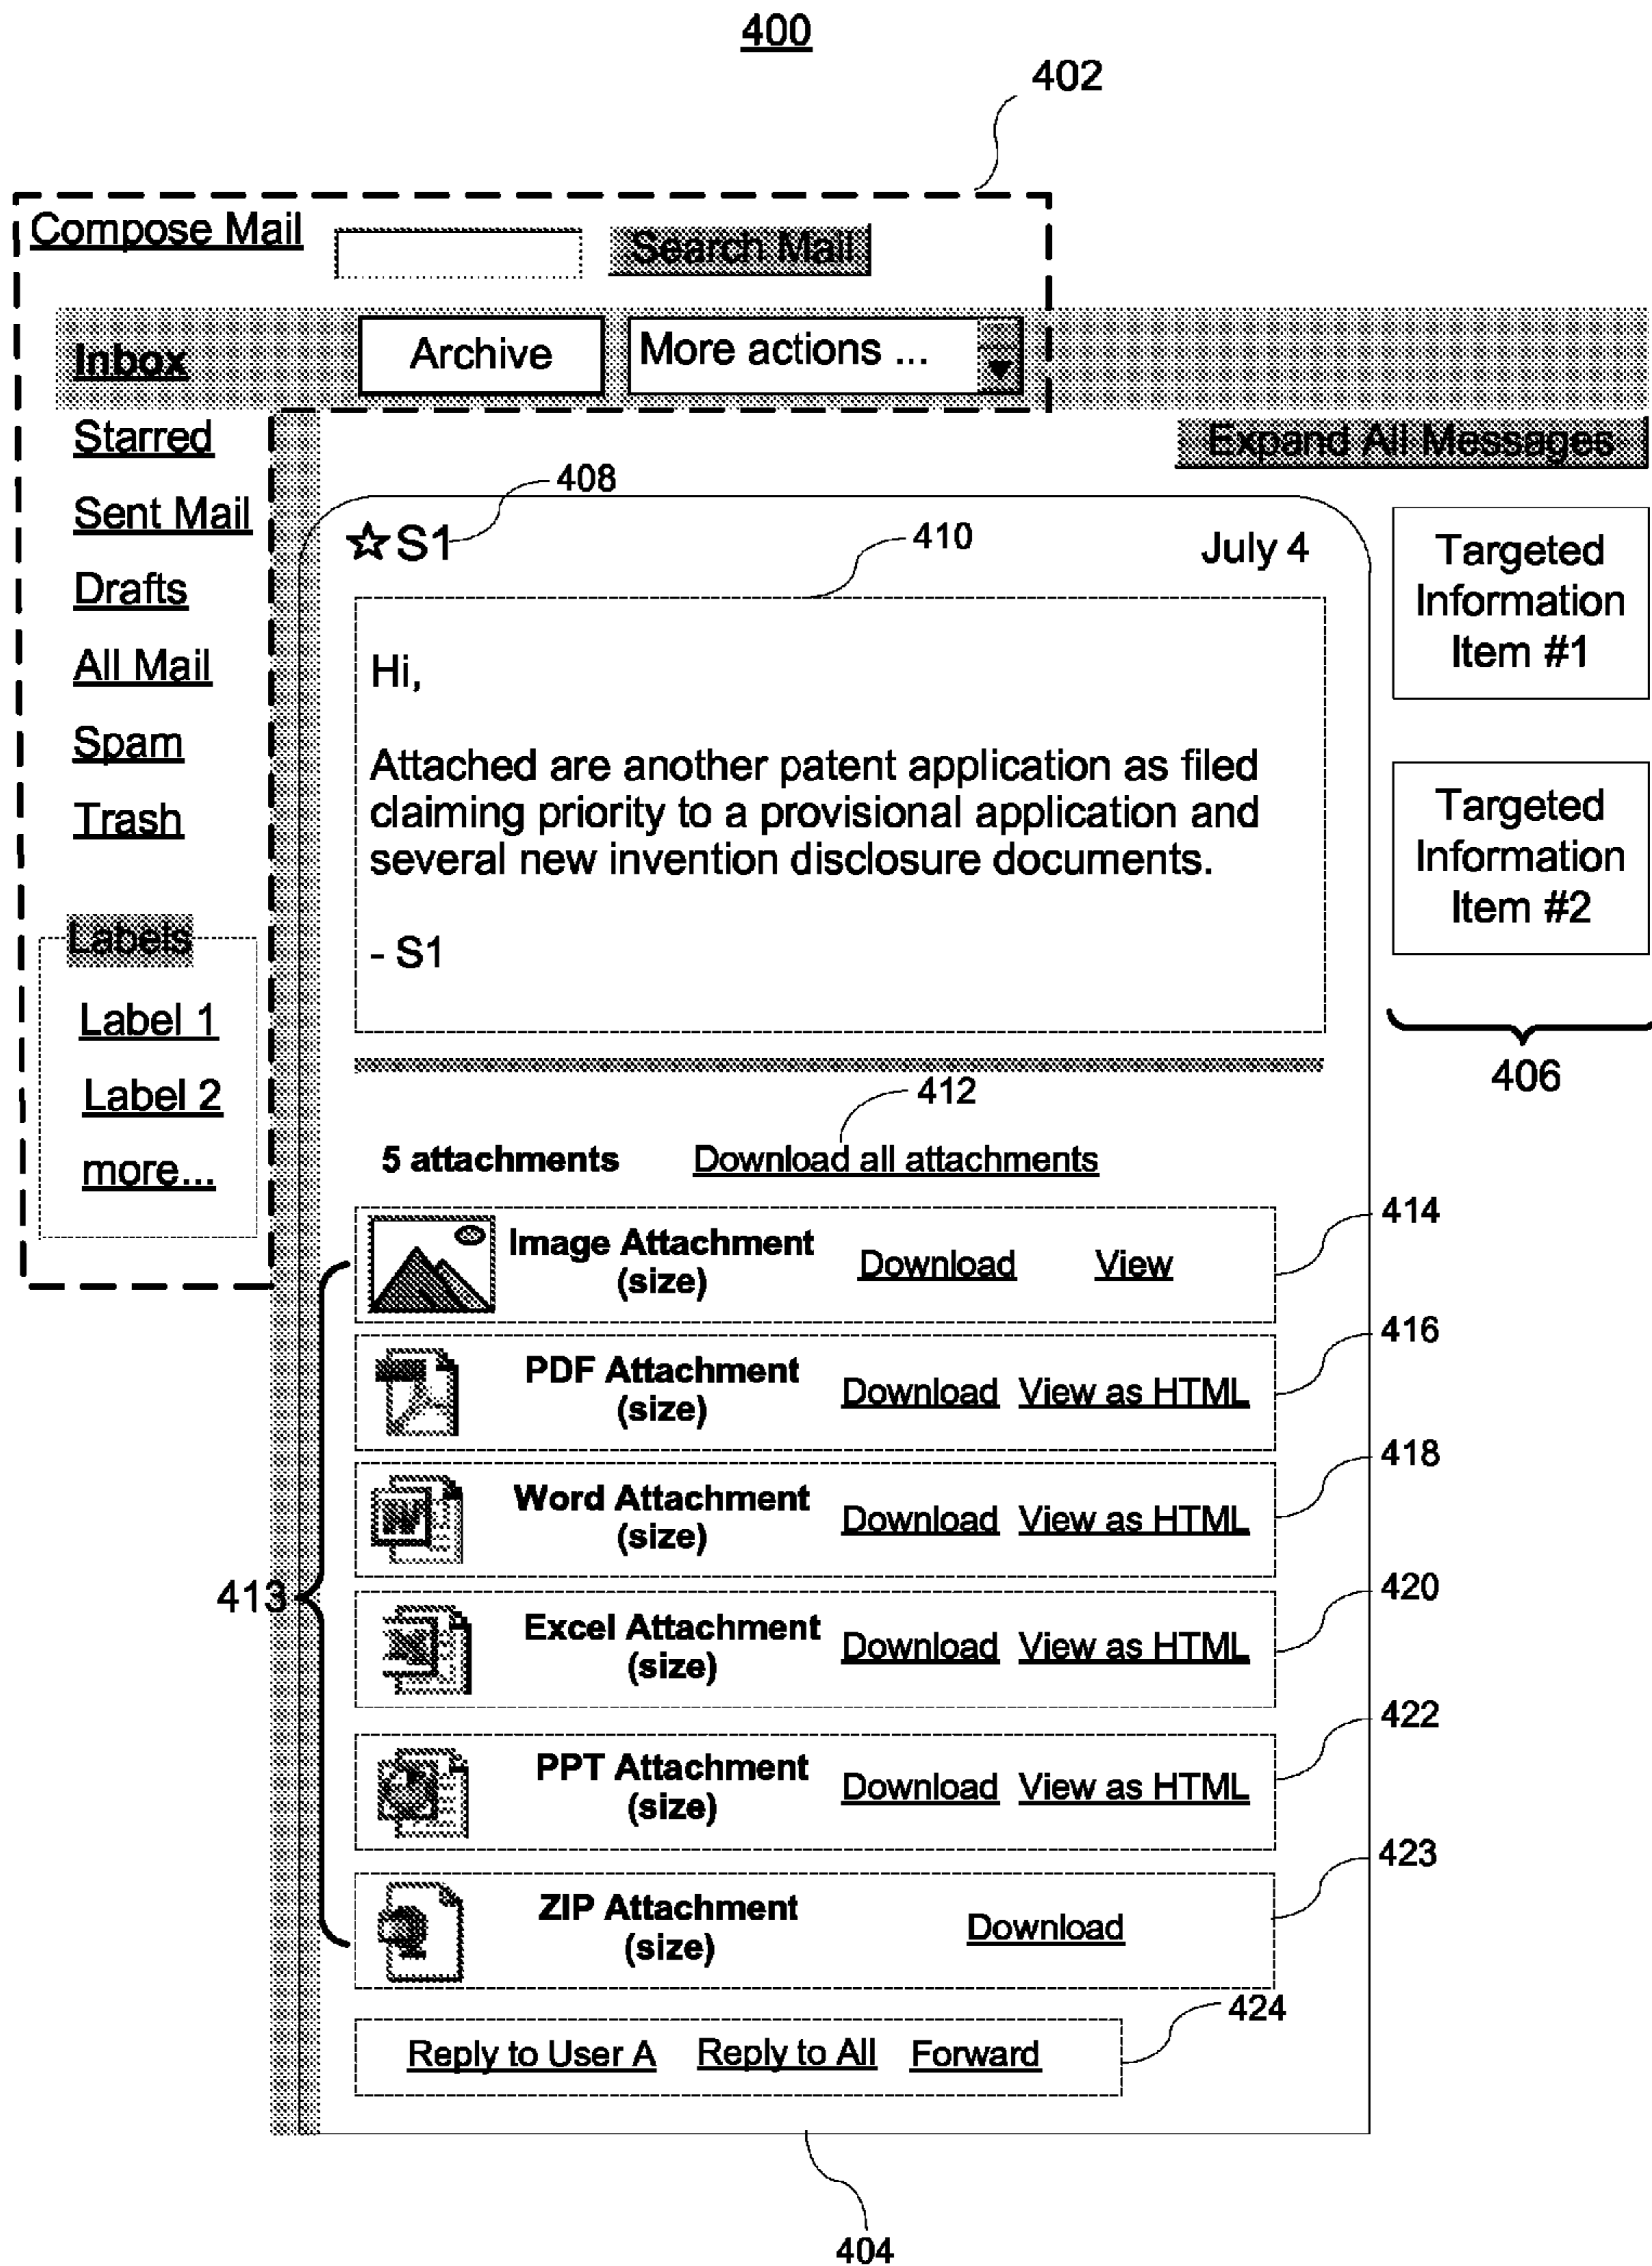 400
402
Compose Mail
Search Mail
Inbox
Archive
More actions ...
Starred
Sent Mail
Drafts
All Mail
Spam
Trash
Labels
Label 1
Label 2
more...
Expand All Messages
408
S1
410
July 4
Hi,
Attached are another patent application as filed
claiming priority to a provisional application and
several new invention disclosure documents.
- S1
Targeted
Information
Item #1
Targeted
Information
Item #2
406
412
5 attachments Download all attachments
413
Image Attachment
(size)
Download View
414
PDF Attachment
(size)
Download View as HTML
416
Word Attachment
(size)
Download View as HTML
418
Excel Attachment
(size)
Download View as HTML
420
PPT Attachment
(size)
Download View as HTML
422
ZIP Attachment
(size)
Download
423
Reply to User A Reply to All Forward
424
404